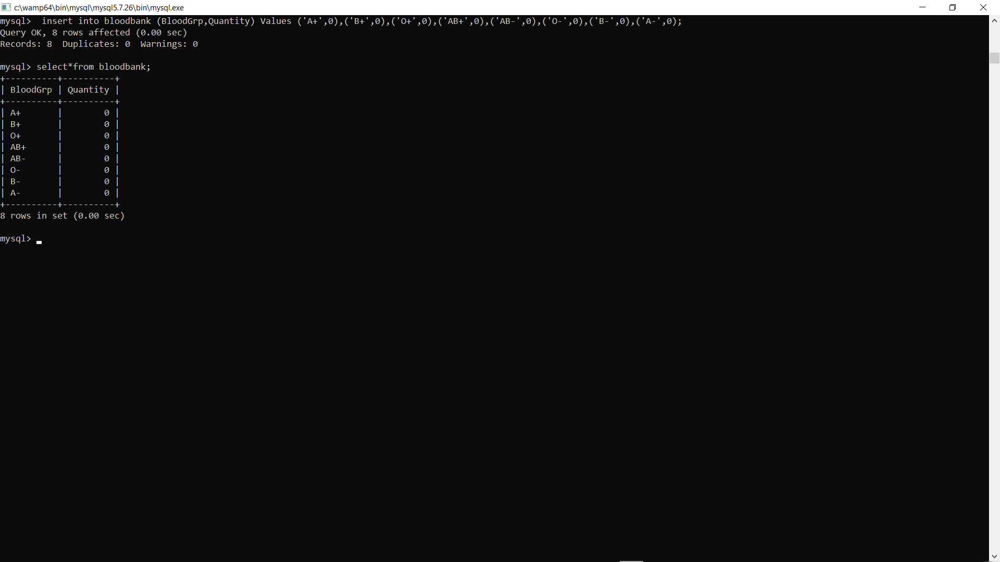 c:\wamp64\bin\mysql\mysql5.7.26\bin\mysql.exe
mysql>  insert into bloodbank (BloodGrp,Quantity) Values ('A+',0),('B+',0),('O+',0),('AB+',0),('AB-',0),('O-',0),('B-',0),('A-',0);
Query OK, 8 rows affected (0.00 sec)
Records: 8  Duplicates: 0  Warnings: 0
mysql> select*from bloodbank;
+----------+----------+
| BloodGrp | Quantity |
+----------+----------+
| A+       |        0 |
| B+       |        0 |
| O+       |        0 |
| AB+      |        0 |
| AB-      |        0 |
| O-       |        0 |
| B-       |        0 |
| A-       |        0 |
+----------+----------+
8 rows in set (0.00 sec)
mysql>